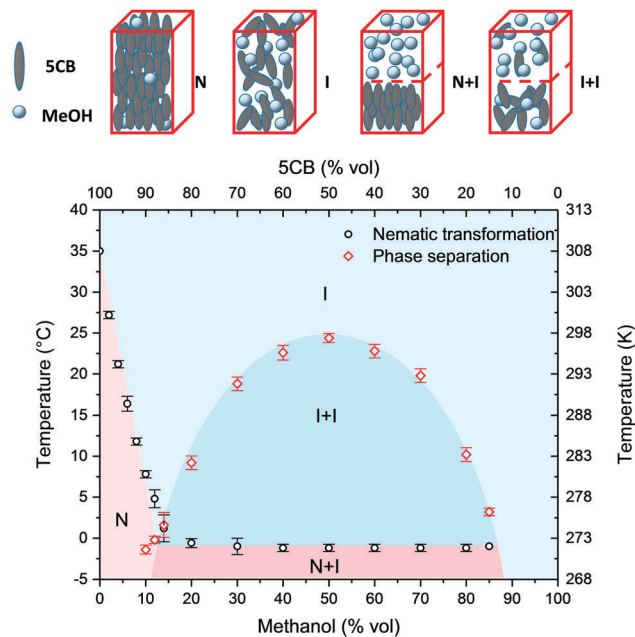 5CB
MeOH
N
I
N+I
I+I
5CB (% vol)
100 90 80 70 60 50 40 30 20 10 0
40 313
35 308
30 303
25 298
20 293
15 288
10 283
5 278
0 273
-5 268
Temperature (°C)
Temperature (K)
Nematic transformation
Phase separation
I
I+I
N
N+I
0 10 20 30 40 50 60 70 80 90 100
Methanol (% vol)